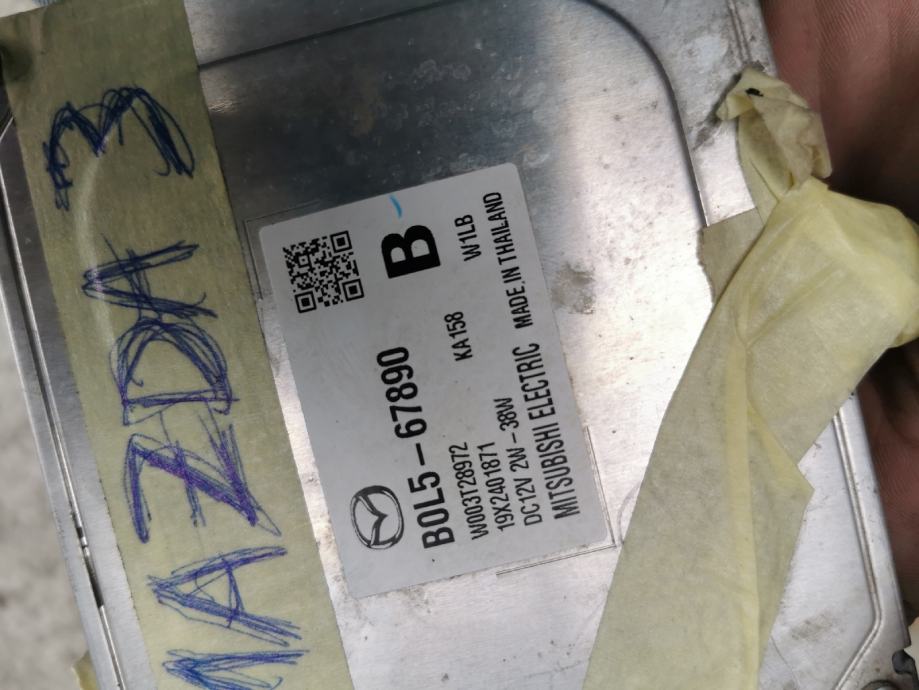 MAZDA 3
B
B0L5-67890
W003T28972 KA158 W1LB
19X2401871
DC12V 2W-38W
MITSUBISHI ELECTRIC MADE IN THAILAND